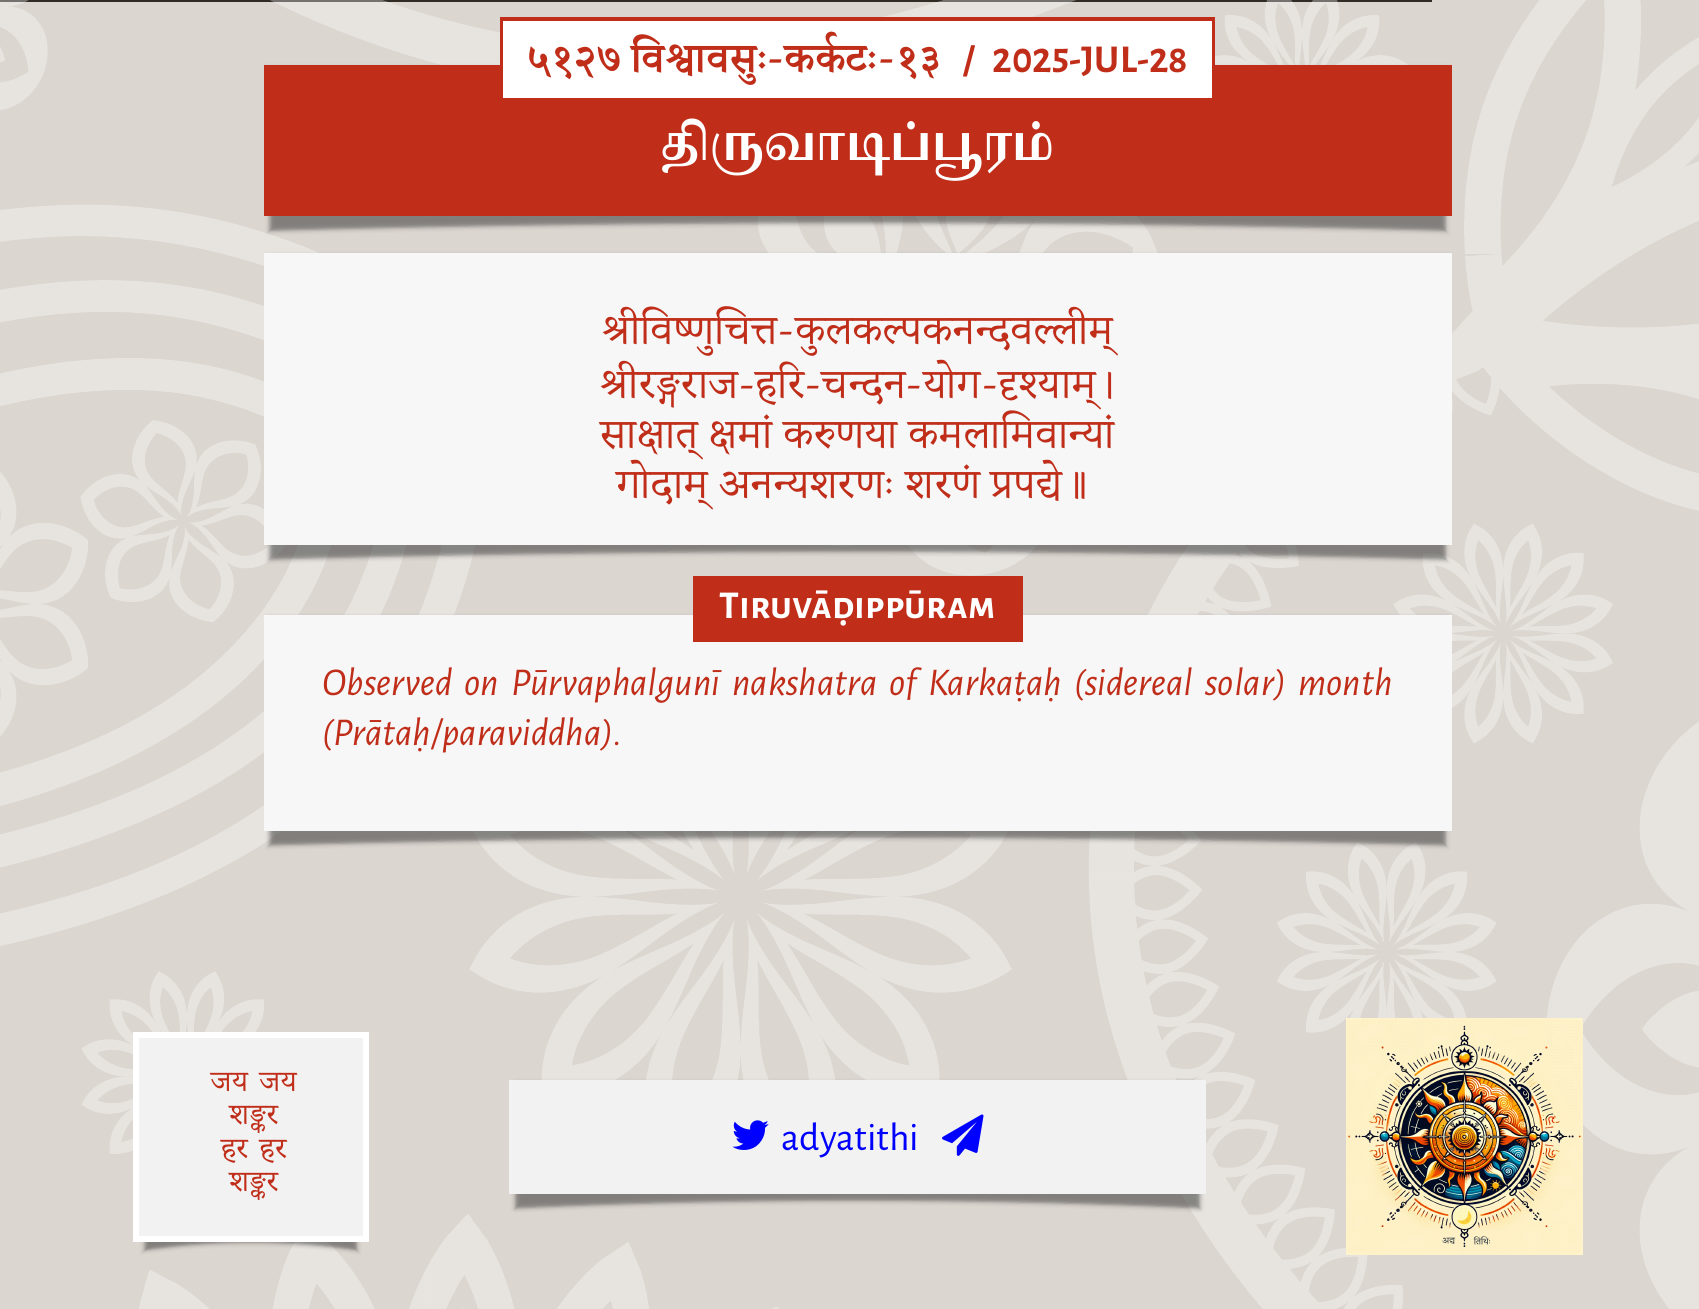 ५१२७ विश्वावसुः-कर्कटः-१३ / 2025-JUL-28
திருவாடிப்பூரம்
श्रीविष्णुचित्त-कुलकल्पकनन्दवल्लीम्
श्रीरङ्गराज-हरि-चन्दन-योग-दृश्याम्।
साक्षात् क्षमां करुणया कमलामिवान्यां
गोदाम् अनन्यशरणः शरणं प्रपद्ये॥
Tiruvāḍippūram
Observed on Pūrvaphalgunī nakshatra of Karkaṭaḥ (sidereal solar) month
(Prātaḥ/paraviddha).
जय जय
शङ्कर
हर हर
शङ्कर
adyatithi
अद्य तिथिः